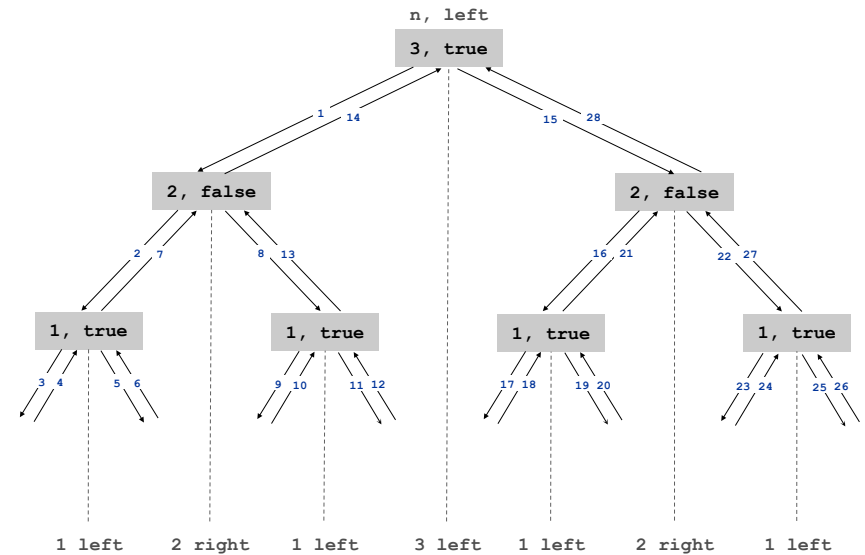 n, left
3, true
1
14
15
28
2, false
2, false
2
7
8
13
16
21
22
27
1, true
1, true
1, true
1, true
3
4
5
6
9
10
11
12
17
18
19
20
23
24
25
26
1 left
2 right
1 left
3 left
1 left
2 right
1 left